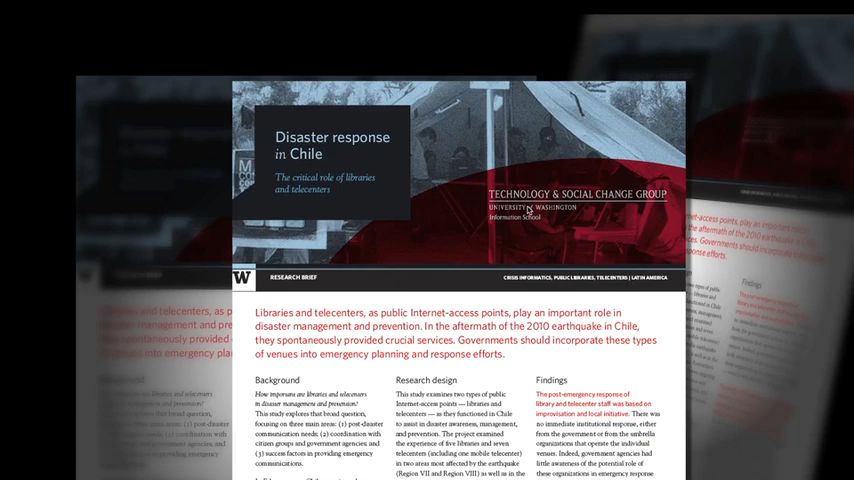 Disaster response
in Chile
The critical role of libraries
and telecenters
TECHNOLOGY & SOCIAL CHANGE GROUP
UNIVERSITY of WASHINGTON
Information School
W
RESEARCH BRIEF
CRISIS INFORMATICS, PUBLIC LIBRARIES, TELECENTERS | LATIN AMERICA
Libraries and telecenters, as public Internet-access points, play an important role in
disaster management and prevention. In the aftermath of the 2010 earthquake in Chile,
they spontaneously provided crucial services. Governments should incorporate these types
of venues into emergency planning and response efforts.
Background
How important are libraries and telecenters
in disaster management and prevention?
This study explores that broad question,
focusing on three main areas: (1) post-disaster
communication needs; (2) coordination with
citizen groups and government agencies; and
(3) success factors in providing emergency
communications.
Research design
This study examines two types of public
Internet-access points — libraries and
telecenters — as they functioned in Chile
to assist in disaster awareness, management,
and prevention. The project examined
the experience of five libraries and seven
telecenters (including one mobile telecenter)
in two areas most affected by the earthquake
(Region VII and Region VIII) as well as in the
Findings
The post-emergency response of
library and telecenter staff was based on
improvisation and local initiative. There was
no immediate institutional response, either
from the government or from the umbrella
organizations that operate the individual
venues. Indeed, government agencies had
little awareness of the potential role of
these organizations in emergency response